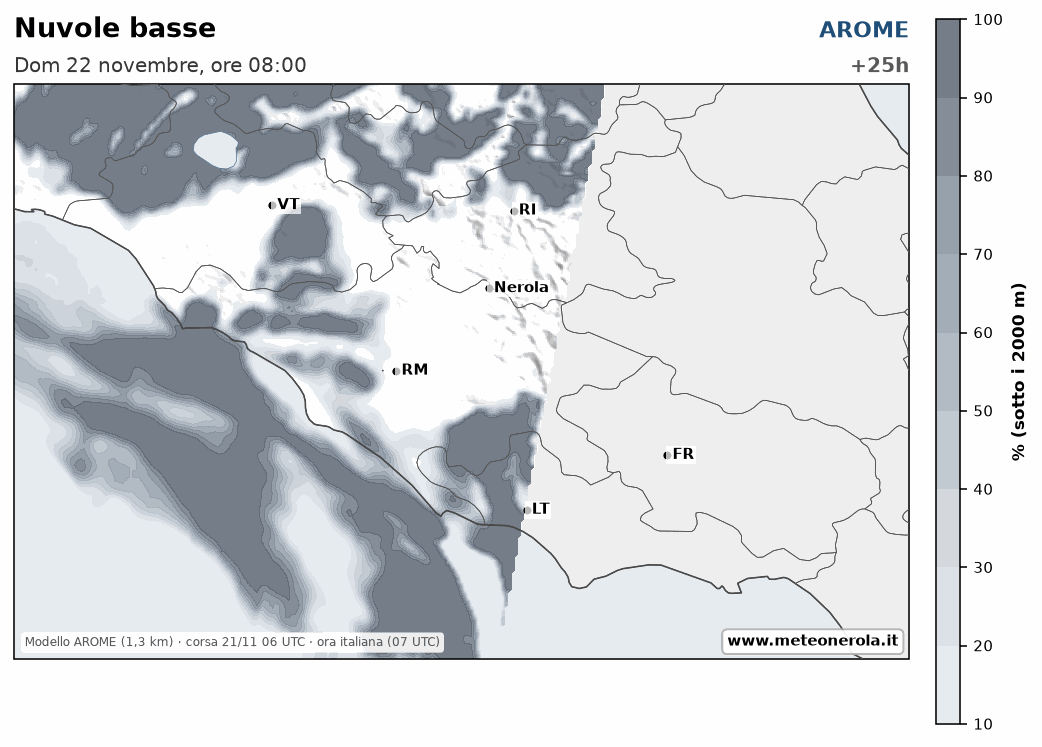 Nuvole basse
AROME
Dom 22 novembre, ore 08:00
+25h
VT
RI
Nerola
RM
FR
LT
Modello AROME (1,3 km) · corsa 21/11 06 UTC · ora italiana (07 UTC)
www.meteonerola.it
100
90
80
70
60
50
40
30
20
10
% (sotto i 2000 m)